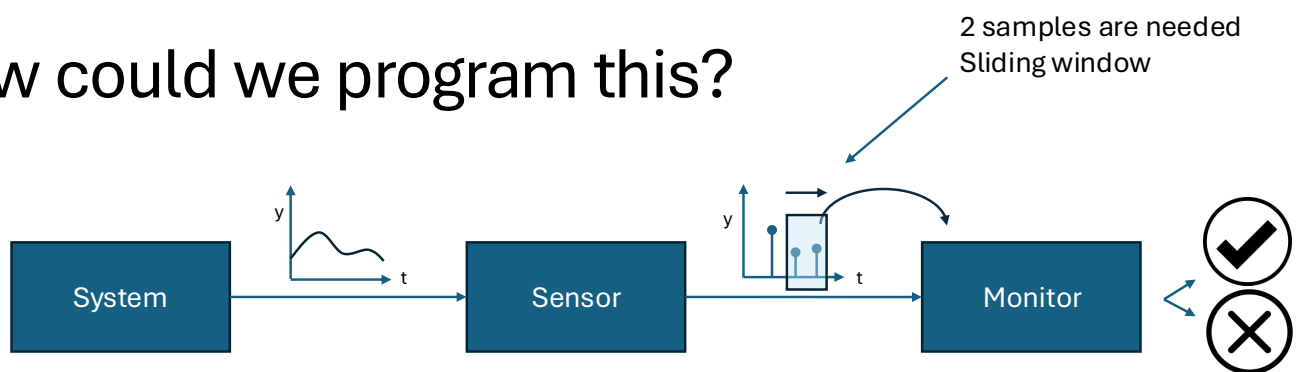 2 samples are needed
Sliding window
w could we program this?
y
t
y
t
System
Sensor
Monitor